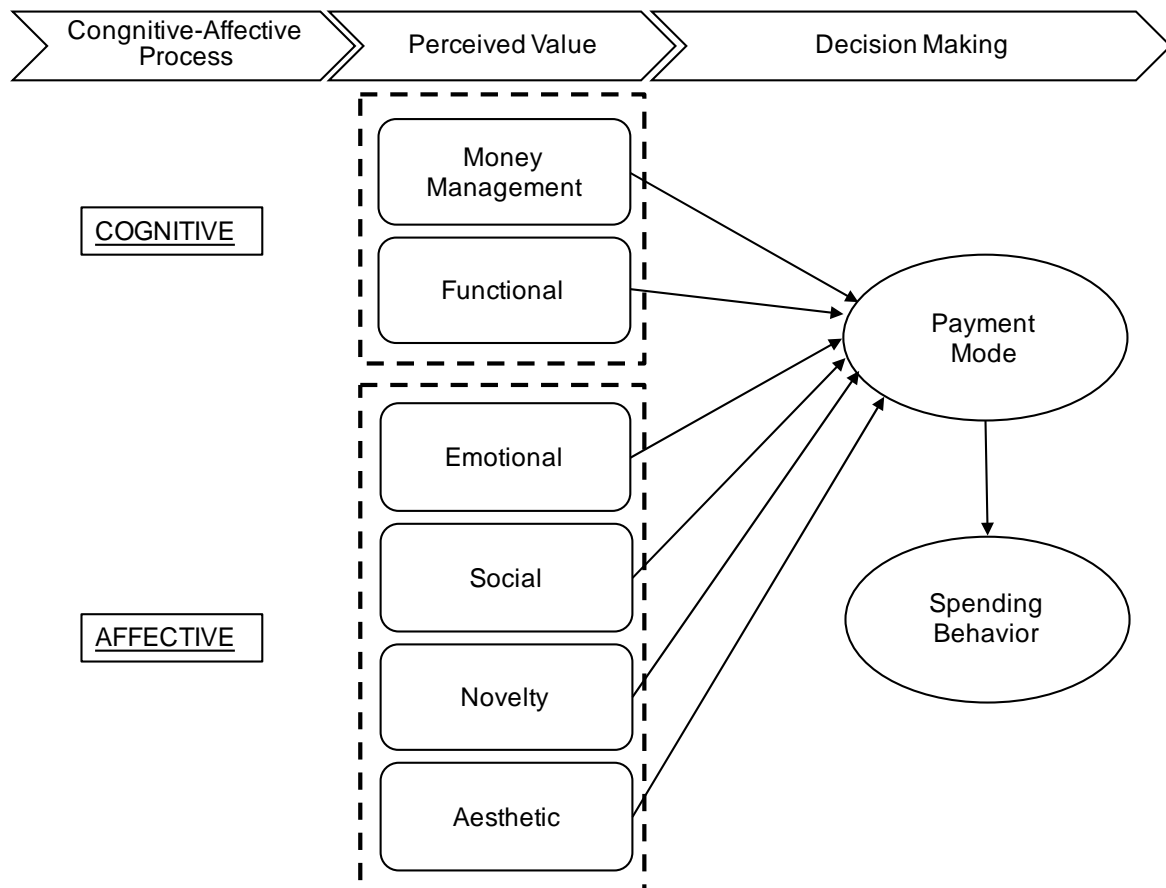 Congnitive-Affective
Process
Perceived Value
Decision Making
Money
Management
COGNITIVE
Functional
Payment
Mode
Emotional
Social
Spending
Behavior
AFFECTIVE
Novelty
Aesthetic